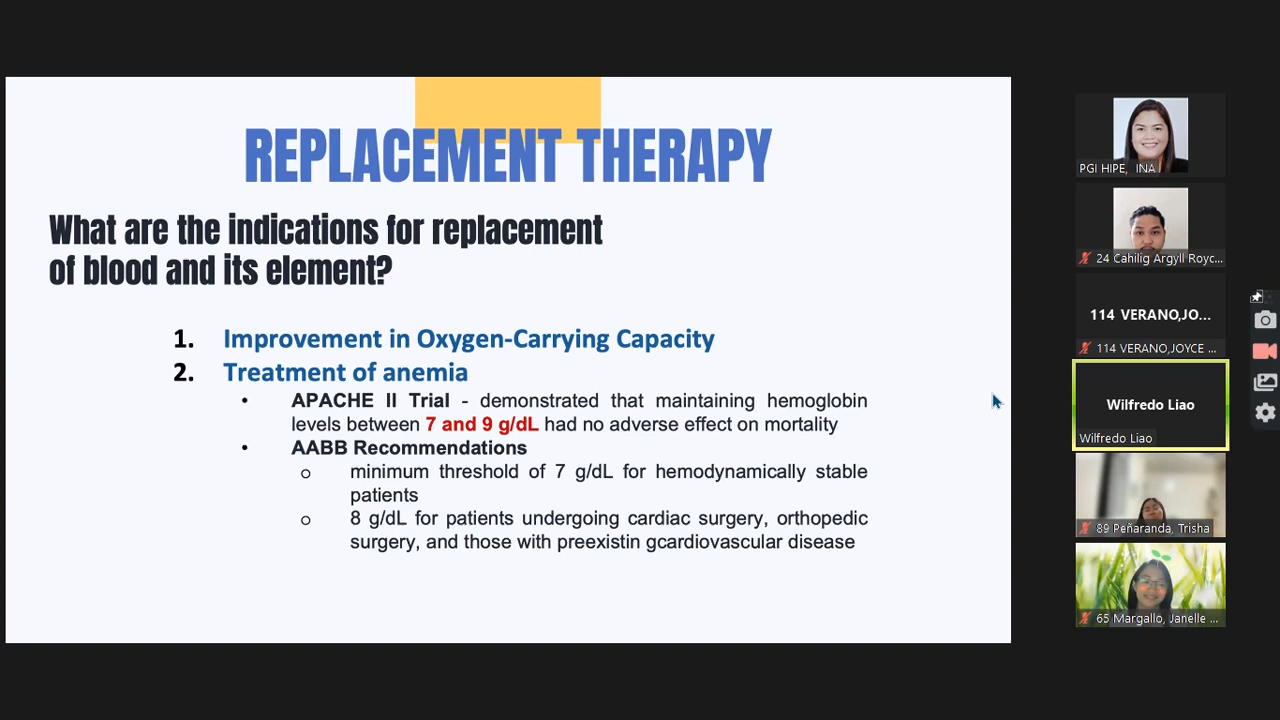 REPLACEMENT THERAPY
What are the indications for replacement
of blood and its element?
1. Improvement in Oxygen-Carrying Capacity
2. Treatment of anemia
• APACHE II Trial - demonstrated that maintaining hemoglobin
levels between 7 and 9 g/dL had no adverse effect on mortality
• AABB Recommendations
o minimum threshold of 7 g/dL for hemodynamically stable
patients
o 8 g/dL for patients undergoing cardiac surgery, orthopedic
surgery, and those with preexistin gcardiovascular disease
PGI HIPE, INA
24 Cahilig Argyll Royc...
114 VERANO,JO...
114 VERANO,JOYCE ...
Wilfredo Liao
Wilfredo Liao
89 Peñaranda, Trisha
65 Margallo, Janelle ...